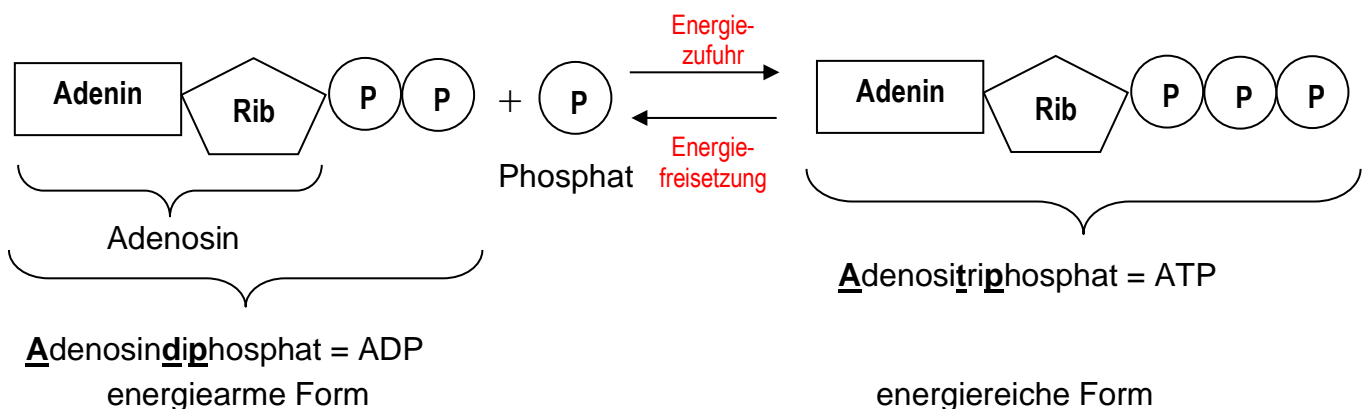 Energie-
zufuhr
Adenin Rib P P + P Adenin Rib P P P
Energie-
freisetzung
Phosphat
Adenosin
Adenositriphosphat = ATP
Adenosindiphosphat = ADP
energiearme Form energiereiche Form